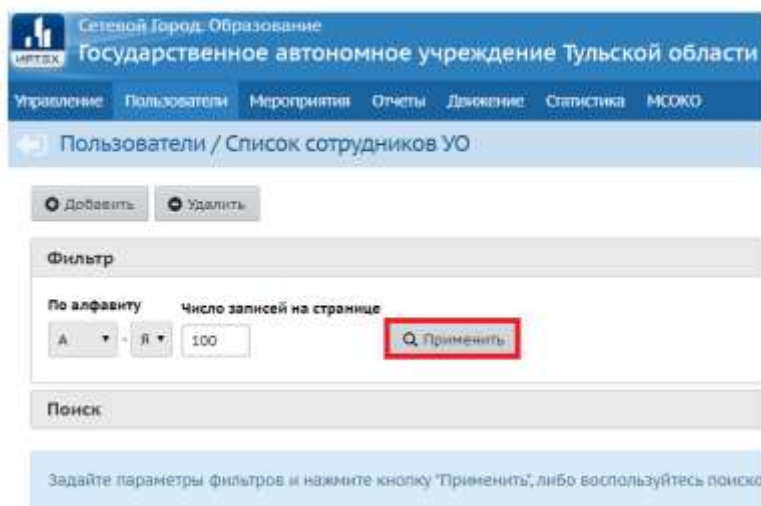 Сетевой Город. Образование
ИРТЕХ Государственное автономное учреждение Тульской области
Управление Пользователи Мероприятия Отчеты Движение Статистика МСОКО
Пользователи / Список сотрудников УО
Добавить Удалить
Фильтр
По алфавиту Число записей на странице
А - Я 100 Применить
Поиск
Задайте параметры фильтров и нажмите кнопку "Применить", либо воспользуйтесь поиско